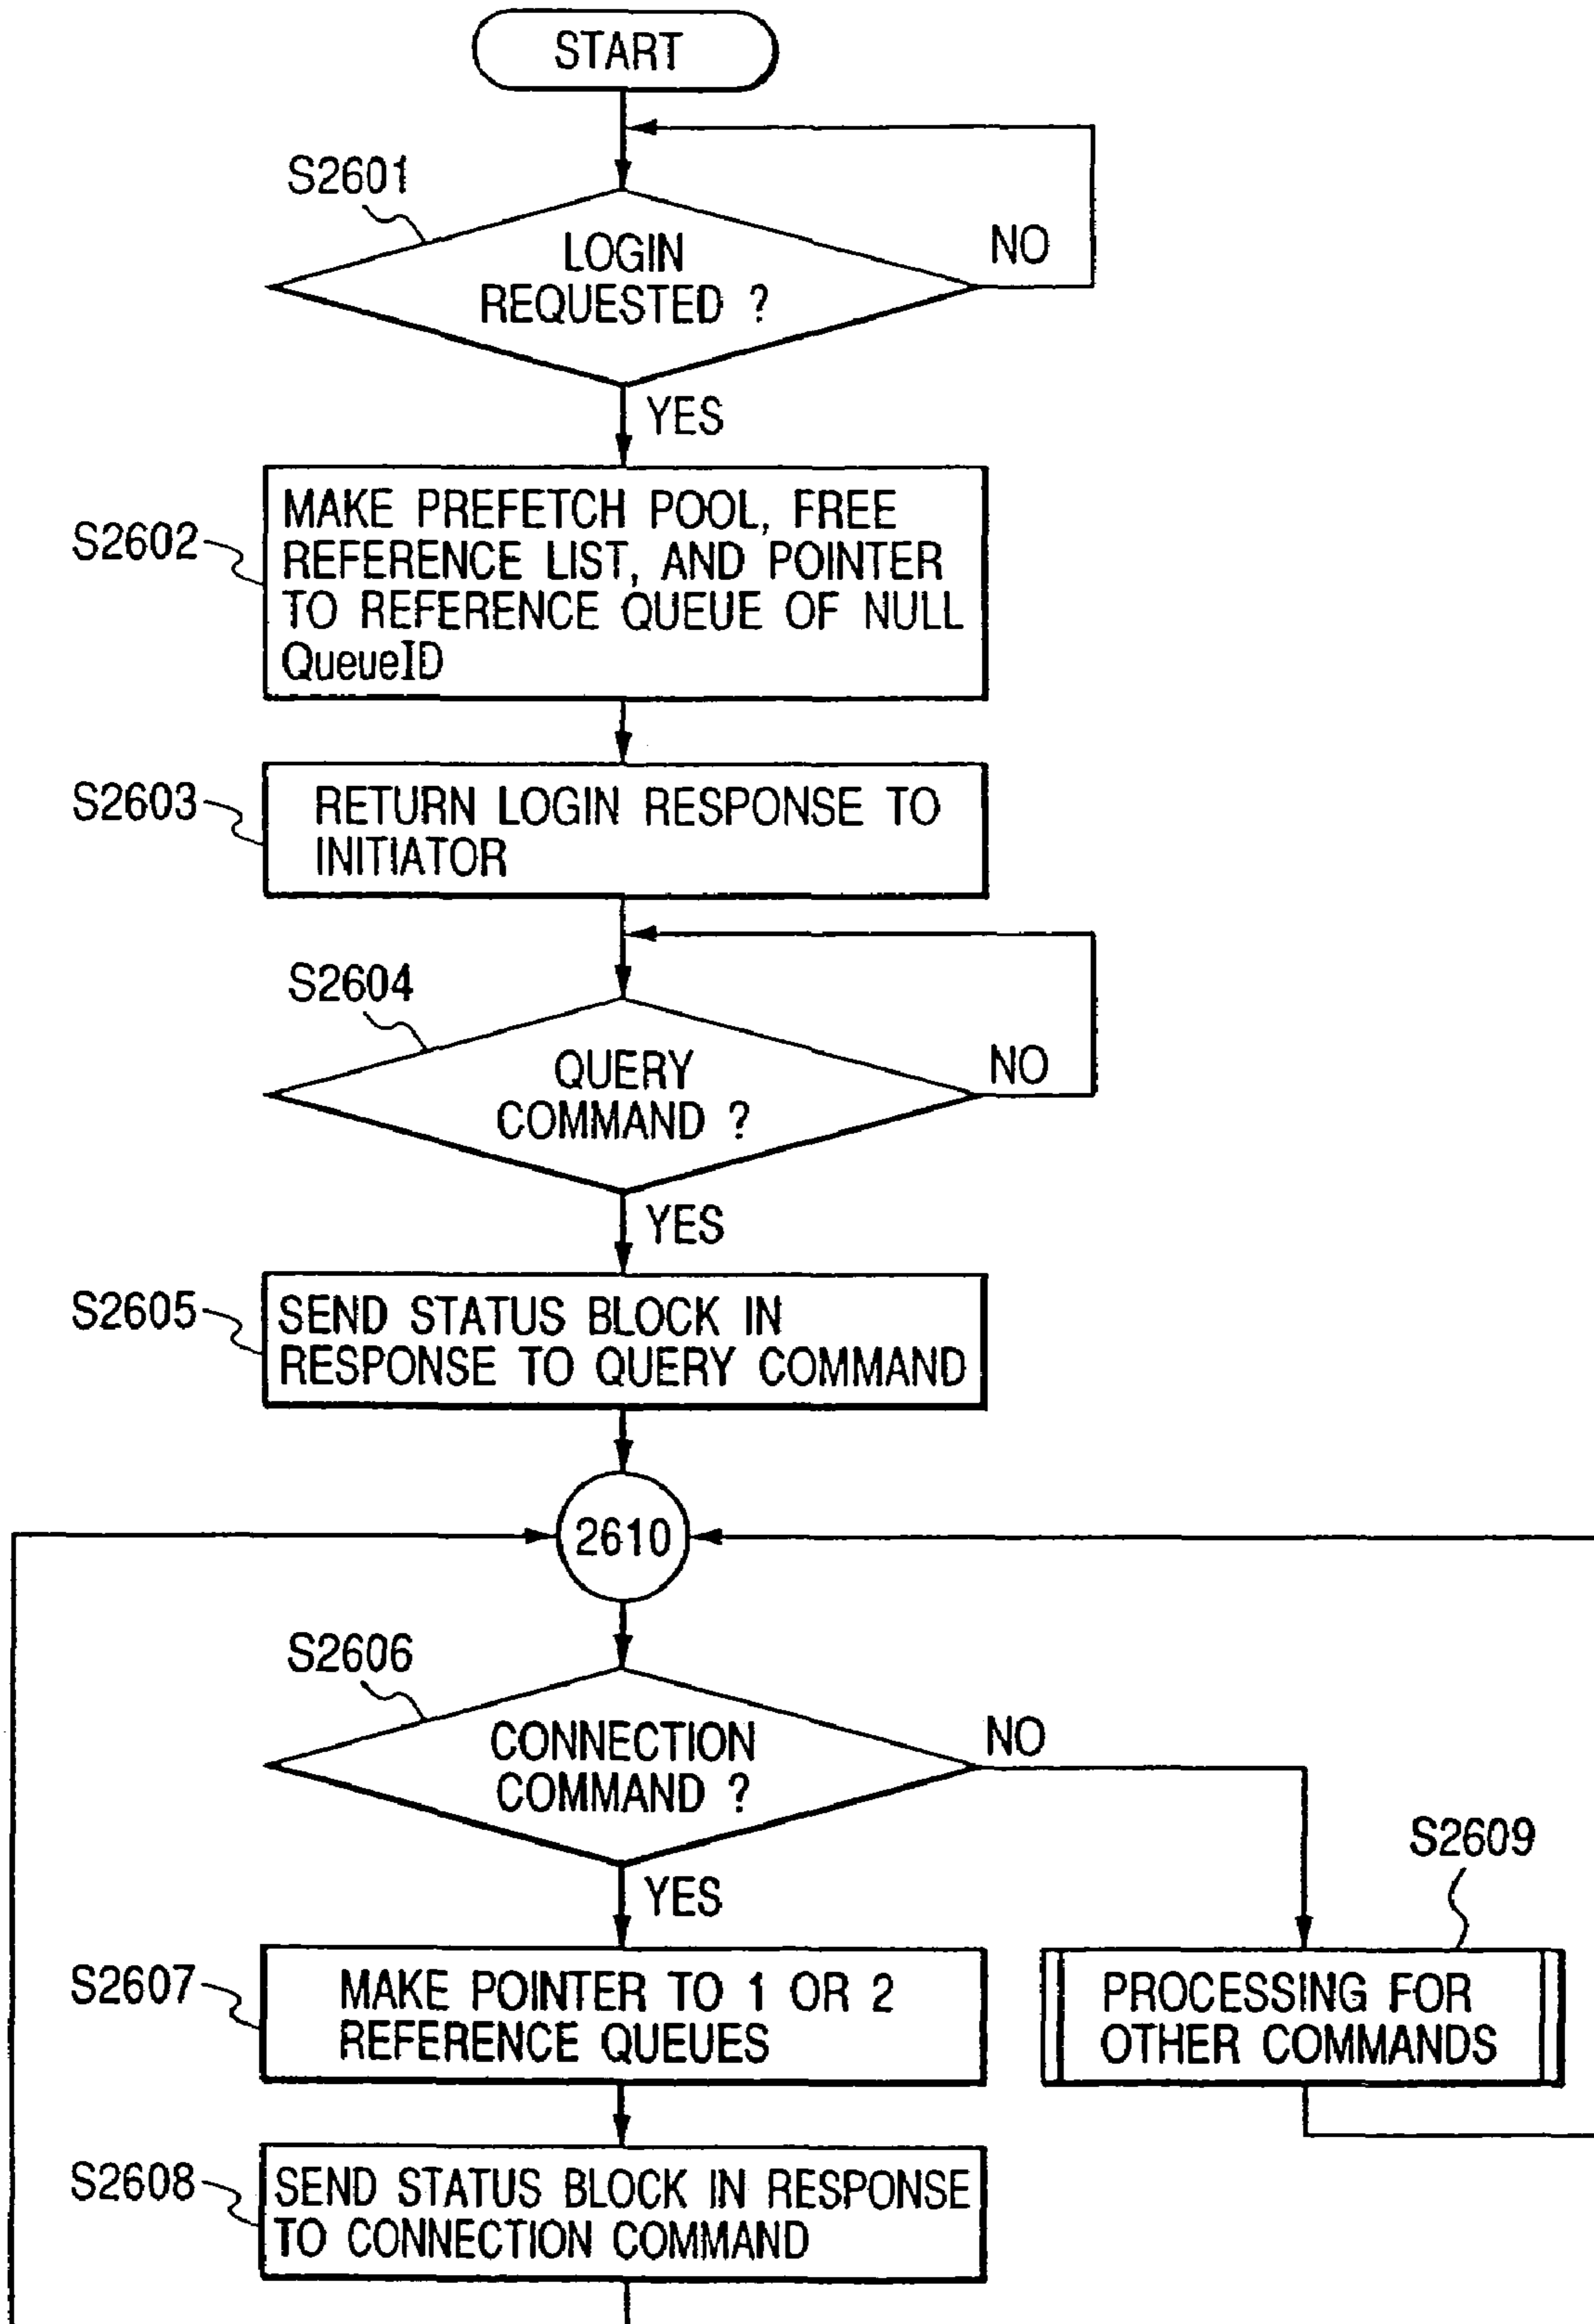 START
S2601
LOGIN
REQUESTED ?
NO
YES
S2602
MAKE PREFETCH POOL, FREE
REFERENCE LIST, AND POINTER
TO REFERENCE QUEUE OF NULL
QueueID
S2603
RETURN LOGIN RESPONSE TO
INITIATOR
S2604
QUERY
COMMAND ?
NO
YES
S2605
SEND STATUS BLOCK IN
RESPONSE TO QUERY COMMAND
2610
S2606
CONNECTION
COMMAND ?
NO
YES
S2607
MAKE POINTER TO 1 OR 2
REFERENCE QUEUES
S2609
PROCESSING FOR
OTHER COMMANDS
S2608
SEND STATUS BLOCK IN RESPONSE
TO CONNECTION COMMAND